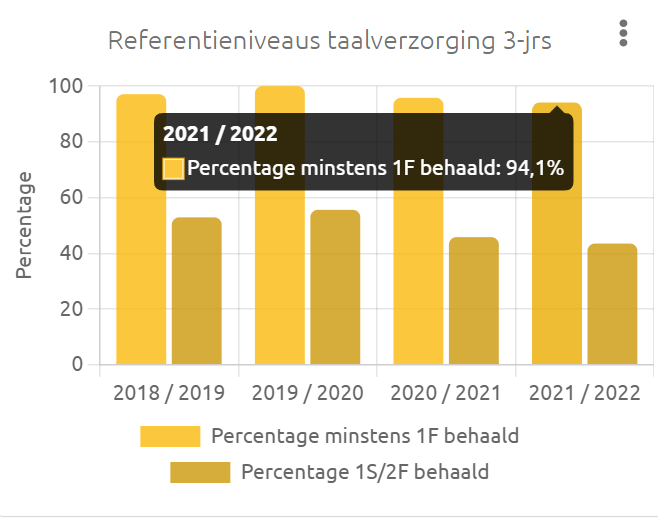 Referentieniveaus taalverzorging 3-jrs
100
80
60
40
20
0
Percentage
2021 / 2022
Percentage minstens 1F behaald: 94,1%
2018 / 2019 2019 / 2020 2020 / 2021 2021 / 2022
Percentage minstens 1F behaald
Percentage 1S/2F behaald